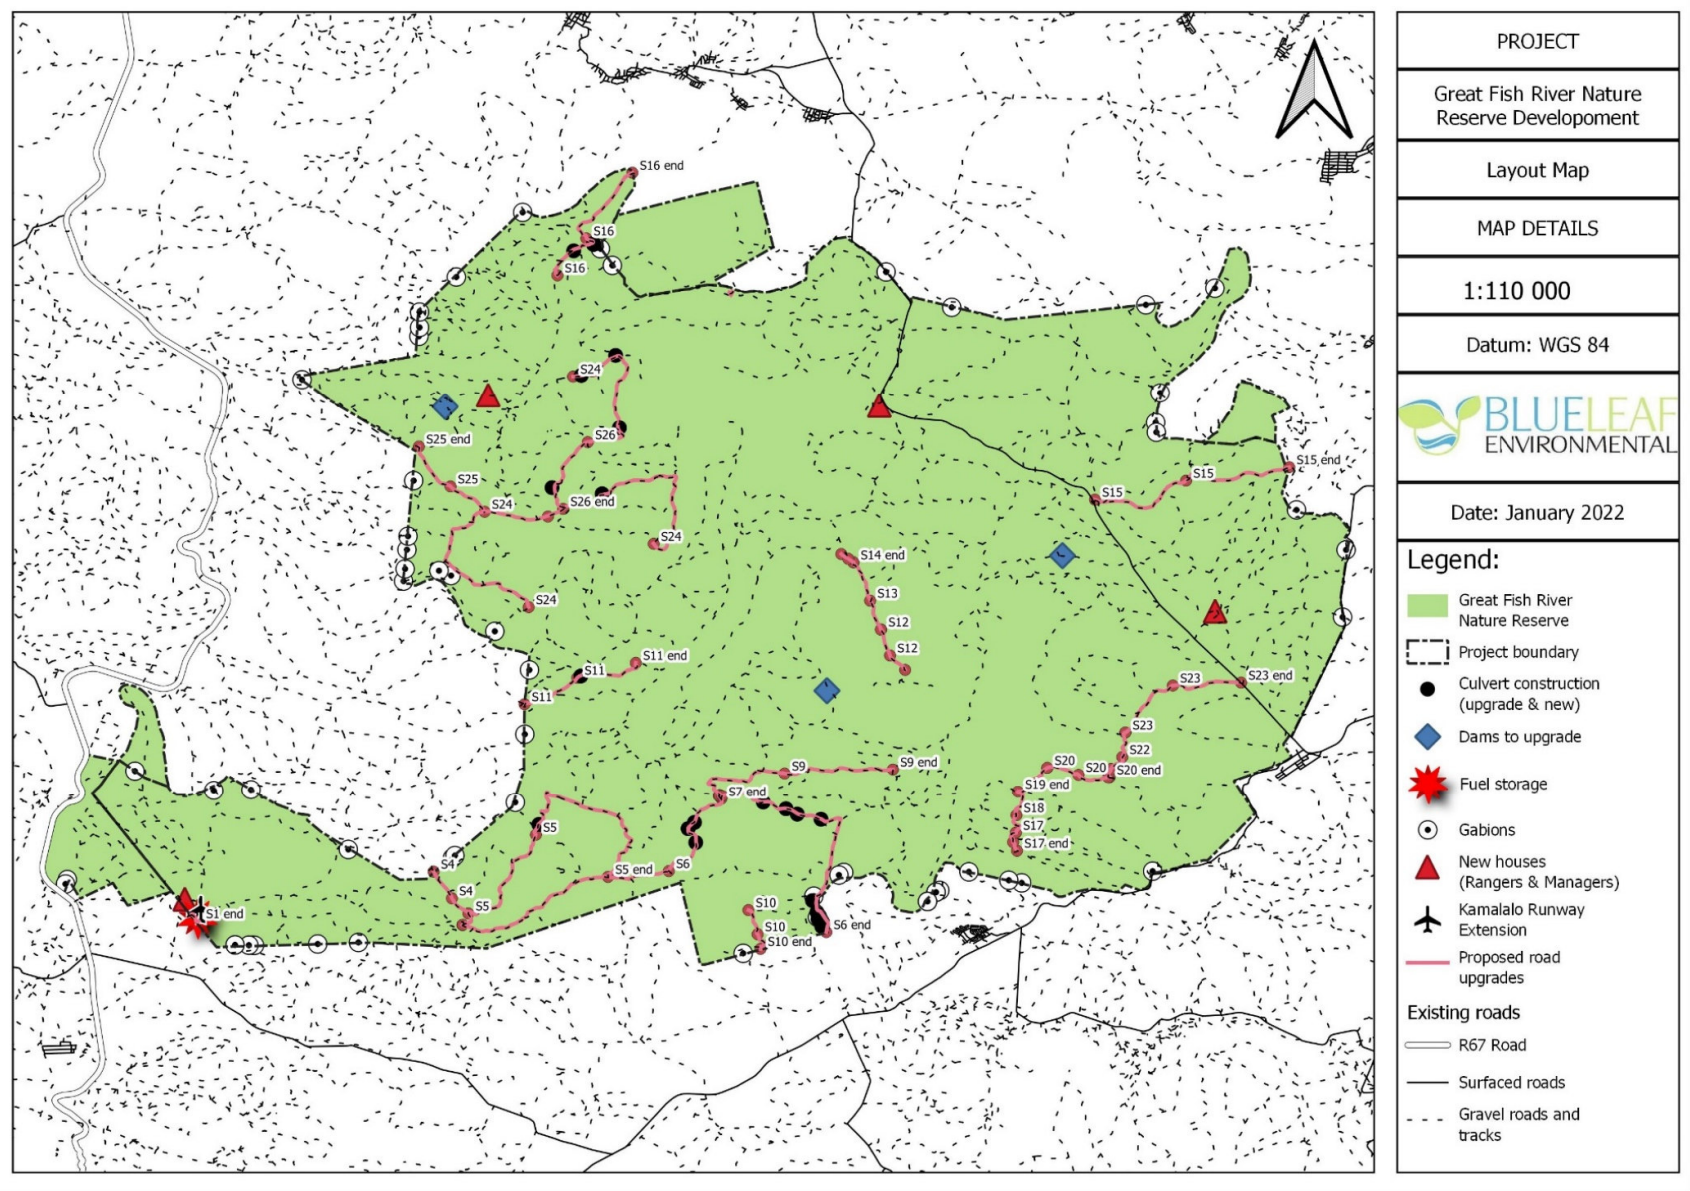 S16 end
S16
S16
S24
S26
S25 end
S25
S24
S26 end
S24
S24
S15 end
S15
S15
S14 end
S13
S12
S12
S11 end
S11
S11
S23 end
S23
S23
S22
S20
S20
S20 end
S19 end
S18
S17
S17 end
S9
S9 end
S7 end
S5
S6
S5 end
S4
S4
S5
S10
S10
S10 end
S6 end
S1 end
PROJECT
Great Fish River Nature
Reserve Developoment
Layout Map
MAP DETAILS
1:110 000
Datum: WGS 84
BLUELEAF
ENVIRONMENTAL
Date: January 2022
Legend:
Great Fish River
Nature Reserve
Project boundary
Culvert construction
(upgrade & new)
Dams to upgrade
Fuel storage
Gabions
New houses
(Rangers & Managers)
Kamalalo Runway
Extension
Proposed road
upgrades
Existing roads
R67 Road
Surfaced roads
Gravel roads and
tracks